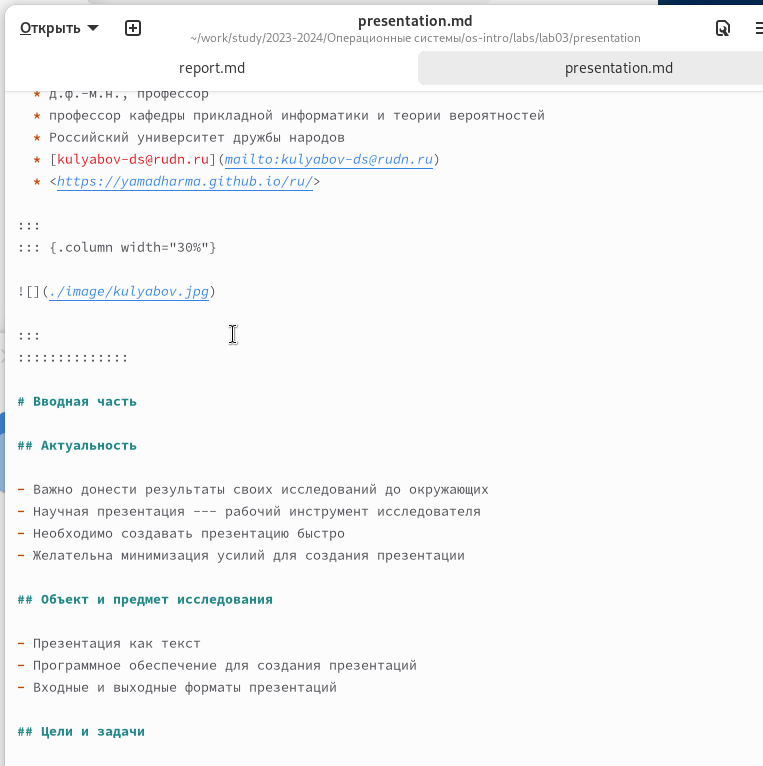 Открыть
presentation.md
~/work/study/2023-2024/Операционные системы/os-intro/labs/lab03/presentation
report.md
presentation.md
* д.ф.-м.н., профессор
* профессор кафедры прикладной информатики и теории вероятностей
* Российский университет дружбы народов
* [kulyabov-ds@rudn.ru](mailto:kulyabov-ds@rudn.ru)
* <https://yamadharma.github.io/ru/>
:::
::: {.column width="30%"}
![](./image/kulyabov.jpg)
:::
::::::::::::::
# Вводная часть
## Актуальность
- Важно донести результаты своих исследований до окружающих
- Научная презентация --- рабочий инструмент исследователя
- Необходимо создавать презентацию быстро
- Желательна минимизация усилий для создания презентации
## Объект и предмет исследования
- Презентация как текст
- Программное обеспечение для создания презентаций
- Входные и выходные форматы презентаций
## Цели и задачи